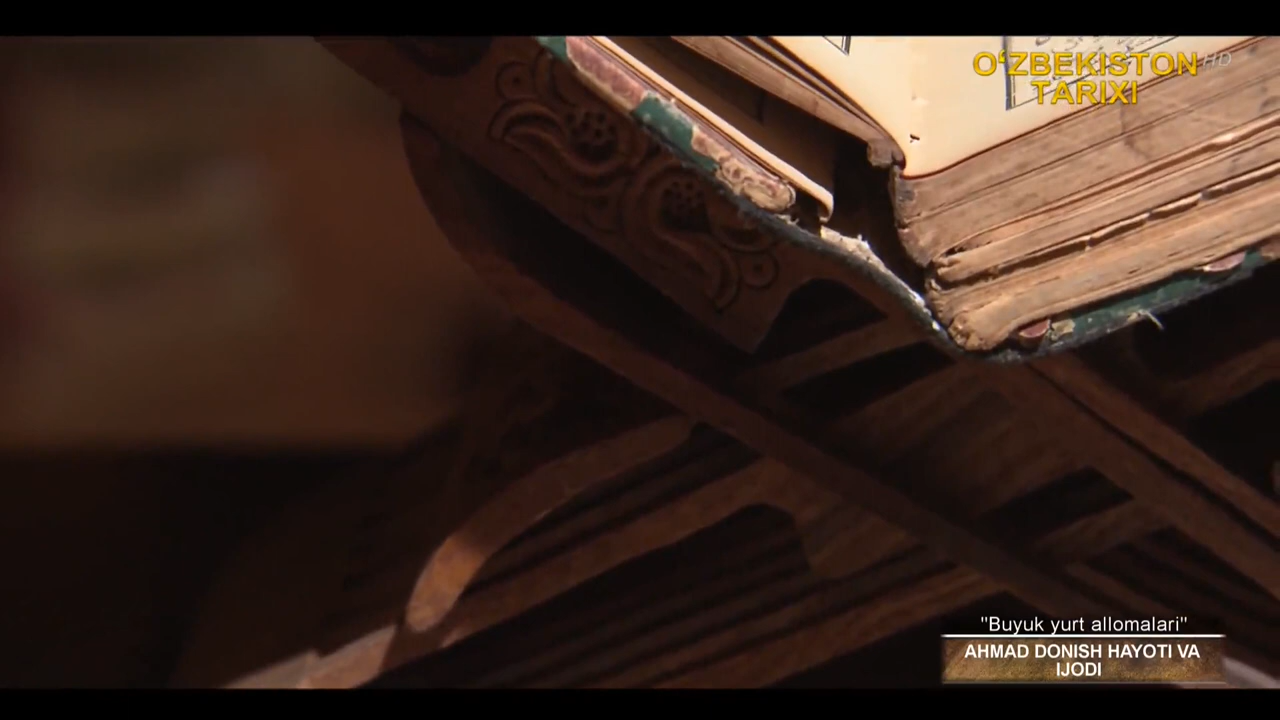 O‘ZBEKISTON HD
TARIXI
"Buyuk yurt allomalari"
AHMAD DONISH HAYOTI VA
IJODI